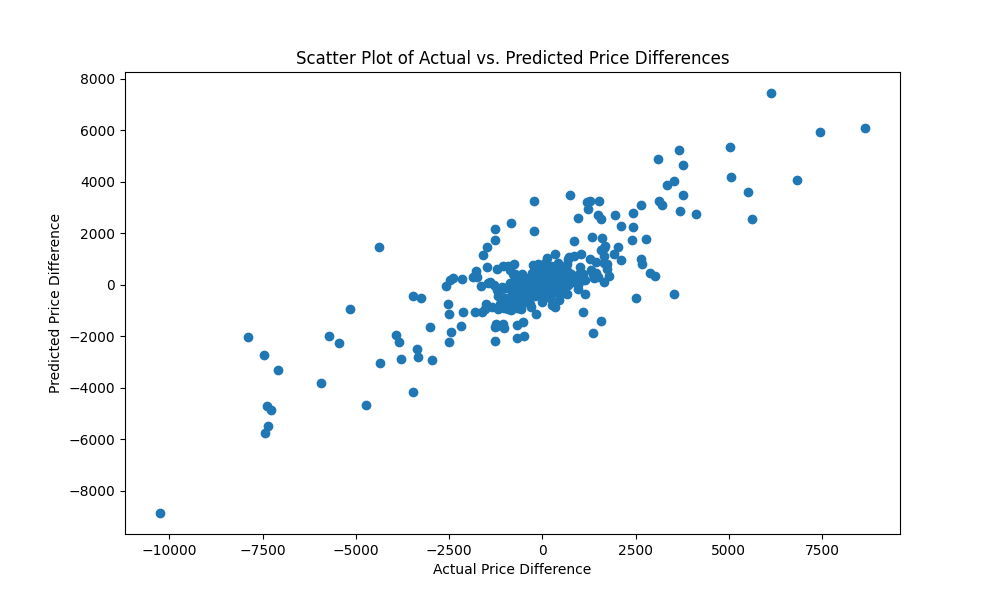 Scatter Plot of Actual vs. Predicted Price Differences
8000
6000
4000
2000
0
−2000
−4000
−6000
−8000
Predicted Price Difference
−10000 −7500 −5000 −2500 0 2500 5000 7500
Actual Price Difference